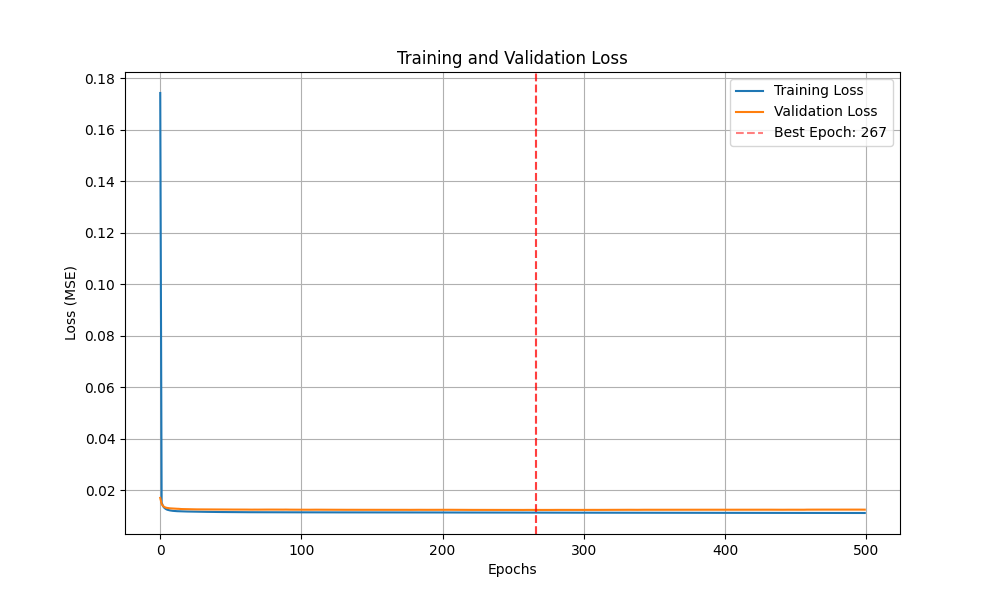 Training and Validation Loss
0.18
0.16
0.14
0.12
0.10
0.08
0.06
0.04
0.02
Loss (MSE)
Training Loss
Validation Loss
Best Epoch: 267
0
100
200
300
400
500
Epochs